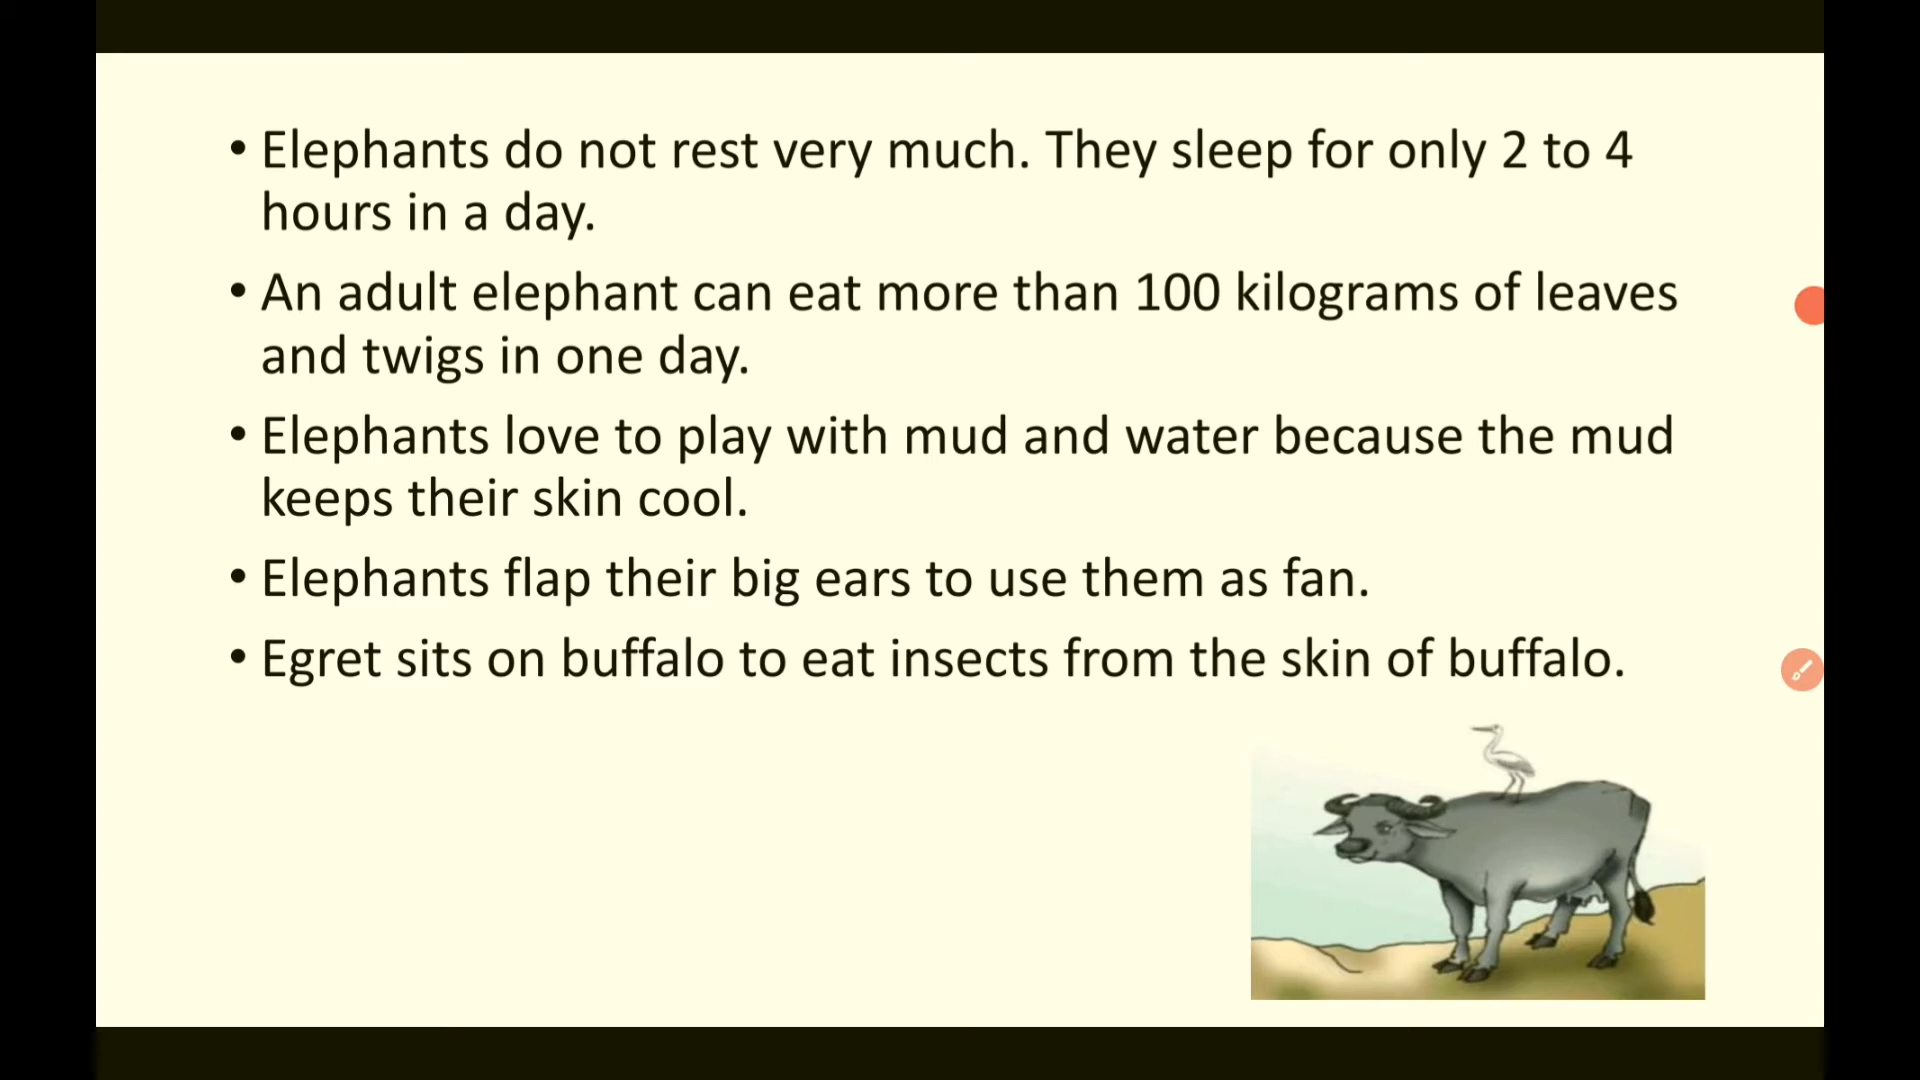 • Elephants do not rest very much. They sleep for only 2 to 4
hours in a day.
• An adult elephant can eat more than 100 kilograms of leaves
and twigs in one day.
• Elephants love to play with mud and water because the mud
keeps their skin cool.
• Elephants flap their big ears to use them as fan.
• Egret sits on buffalo to eat insects from the skin of buffalo.